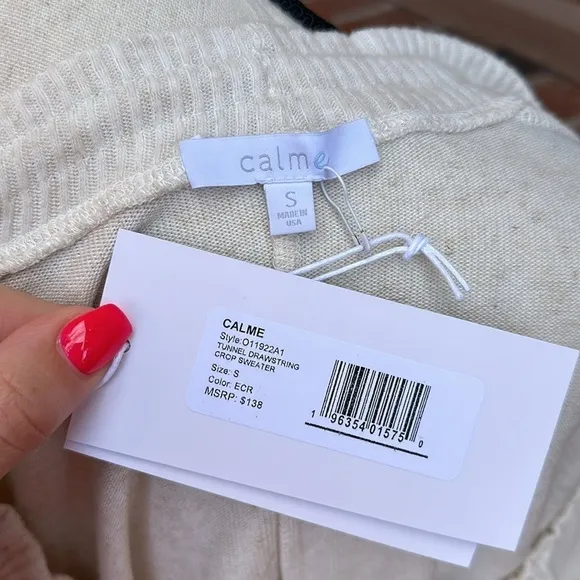 calme
S
MADE IN
USA
CALME
Style:O11922A1
TUNNEL DRAWSTRING
CROP SWEATER
Size: S
Color: ECR
MSRP: $138
1 96354 01575 0